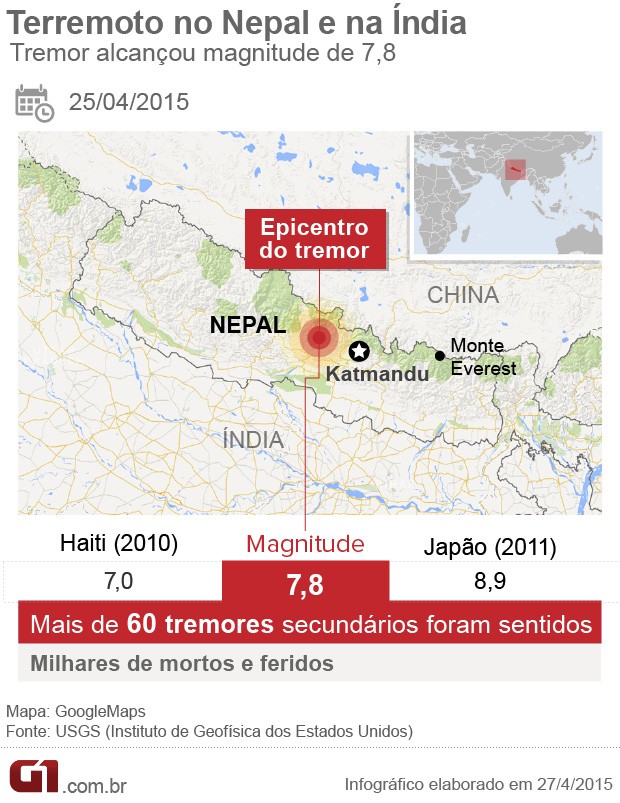 Terremoto no Nepal e na Índia
Tremor alcançou magnitude de 7,8
25/04/2015
Epicentro
do tremor
CHINA
NEPAL
Monte
Everest
Katmandu
ÍNDIA
Haiti (2010)
Magnitude
Japão (2011)
7,0
7,8
8,9
Mais de 60 tremores secundários foram sentidos
Milhares de mortos e feridos
Mapa: GoogleMaps
Fonte: USGS (Instituto de Geofísica dos Estados Unidos)
G1.com.br
Infográfico elaborado em 27/4/2015